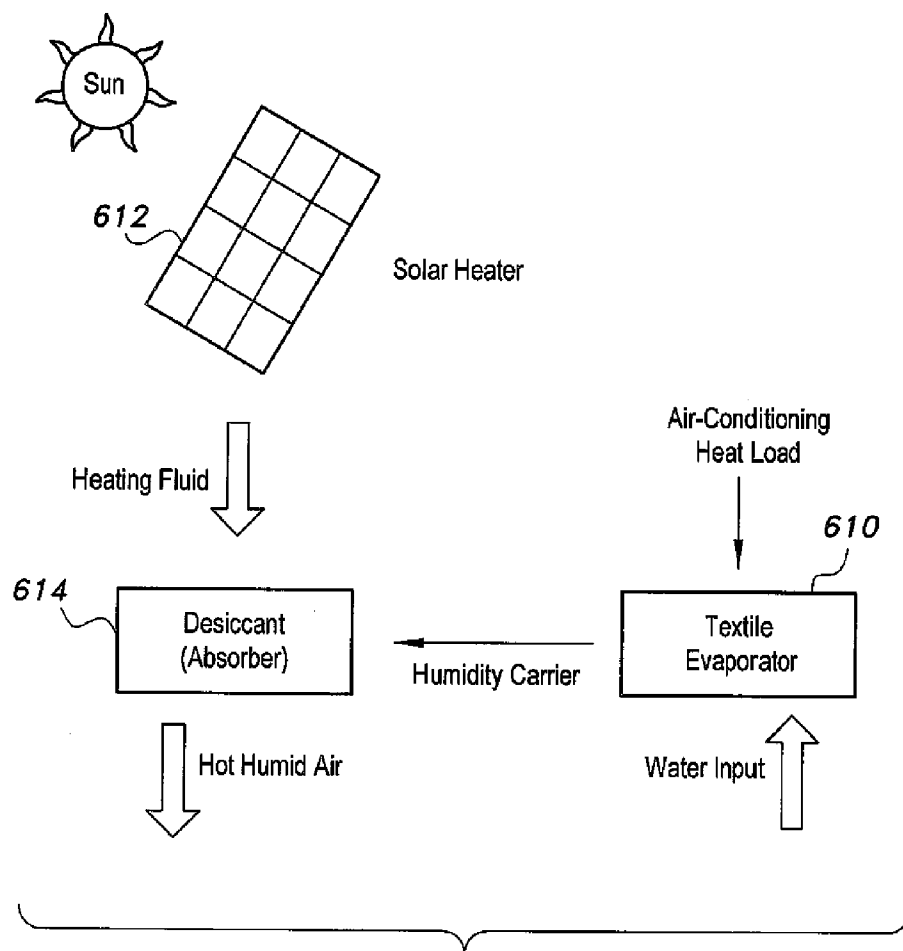 Sun
612
Solar Heater
Air-Conditioning
Heat Load
Heating Fluid
610
614
Desiccant
(Absorber)
Textile
Evaporator
Humidity Carrier
Hot Humid Air
Water Input